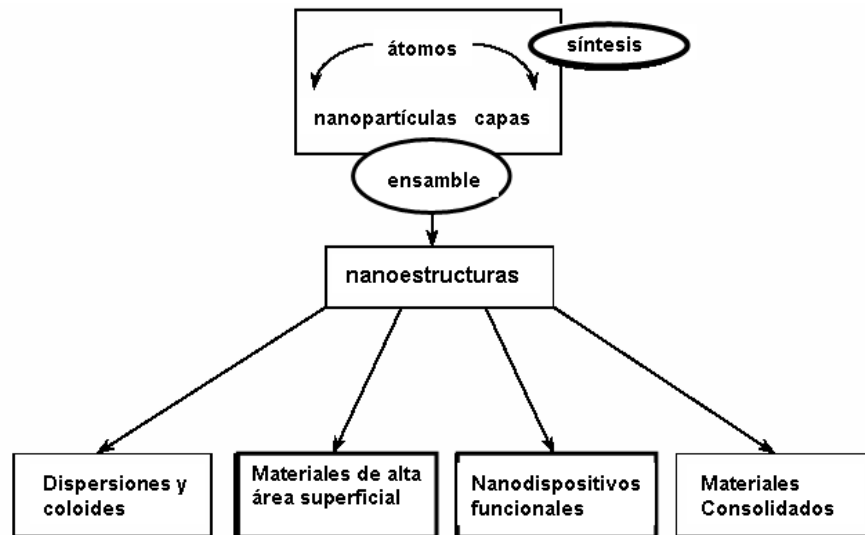 átomos
síntesis
nanopartículas capas
ensamble
nanoestructuras
Dispersiones y
coloides
Materiales de alta
área superficial
Nanodispositivos
funcionales
Materiales
Consolidados